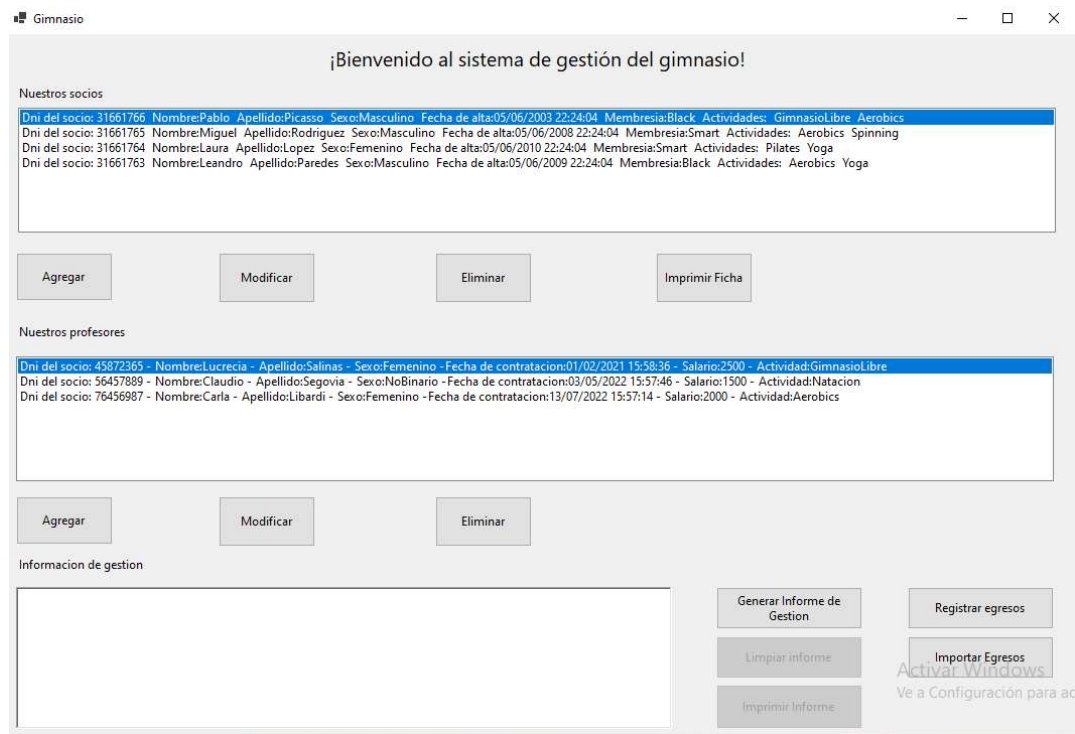 Gimnasio
¡Bienvenido al sistema de gestión del gimnasio!
Nuestros socios
Dni del socio: 31661766 Nombre:Pablo Apellido:Picasso Sexo:Masculino Fecha de alta:05/06/2003 22:24:04 Membresia:Black Actividades: GimnasioLibre Aerobics
Dni del socio: 31661765 Nombre:Miguel Apellido:Rodriguez Sexo:Masculino Fecha de alta:05/06/2008 22:24:04 Membresia:Smart Actividades: Aerobics Spinning
Dni del socio: 31661764 Nombre:Laura Apellido:Lopez Sexo:Femenino Fecha de alta:05/06/2010 22:24:04 Membresia:Smart Actividades: Pilates Yoga
Dni del socio: 31661763 Nombre:Leandro Apellido:Paredes Sexo:Masculino Fecha de alta:05/06/2009 22:24:04 Membresia:Black Actividades: Aerobics Yoga
Agregar Modificar Eliminar Imprimir Ficha
Nuestros profesores
Dni del socio: 45872365 - Nombre:Lucrecia - Apellido:Salinas - Sexo:Femenino -Fecha de contratacion:01/02/2021 15:58:36 - Salario:2500 - Actividad:GimnasioLibre
Dni del socio: 56457889 - Nombre:Claudio - Apellido:Segovia - Sexo:NoBinario -Fecha de contratacion:03/05/2022 15:57:46 - Salario:1500 - Actividad:Natacion
Dni del socio: 76456987 - Nombre:Carla - Apellido:Libardi - Sexo:Femenino -Fecha de contratacion:13/07/2022 15:57:14 - Salario:2000 - Actividad:Aerobics
Agregar Modificar Eliminar
Informacion de gestion
Generar Informe de
Gestion
Registrar egresos
Limpiar informe
Importar Egresos
Imprimir Informe
Activar Windows
Ve a Configuración para ac